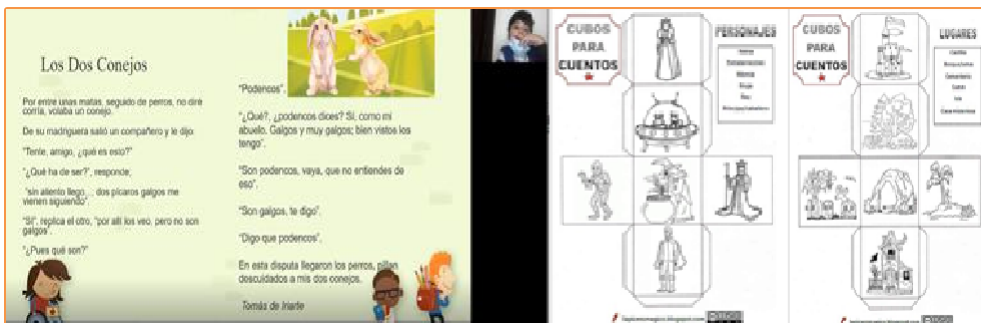 Los Dos Conejos
Por entre unas matas, seguido de perros, no diré
corría, volaba un conejo.
De su madriguera salió un compañero y le dijo:
"Tente, amigo, ¿qué es esto?"
"¿Qué ha de ser?", responde;
"sin aliento llego...; dos pícaros galgos me
vienen siguiendo".
"Sí", replica el otro, "por allí los veo, pero no son
galgos".
"¿Pues qué son?"
"Podencos".
"¿Qué?, ¿podencos dices? Sí, como mi
abuelo. Galgos y muy galgos; bien vistos los
tengo".
"Son podencos, vaya, que no entiendes de
eso".
"Son galgos, te digo".
"Digo que podencos".
En esta disputa llegaron los perros, pillan
descuidados a mis dos conejos.
Tomás de Iriarte
CUBOS
PARA
CUENTOS
PERSONAJES
CUBOS
PARA
CUENTOS
LUGARES